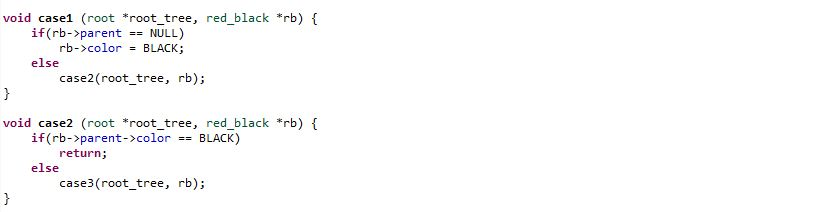 void case1 (root *root_tree, red_black *rb) {
    if(rb->parent == NULL)
        rb->color = BLACK;
    else
        case2(root_tree, rb);
}

void case2 (root *root_tree, red_black *rb) {
    if(rb->parent->color == BLACK)
        return;
    else
        case3(root_tree, rb);
}